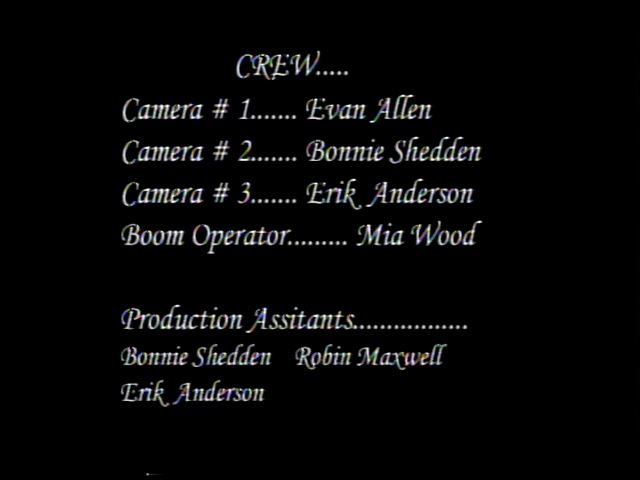 CREW.....
Camera # 1....... Evan Allen
Camera # 2....... Bonnie Shedden
Camera # 3....... Erik Anderson
Boom Operator......... Mia Wood
Production Assitants.................
Bonnie Shedden Robin Maxwell
Erik Anderson